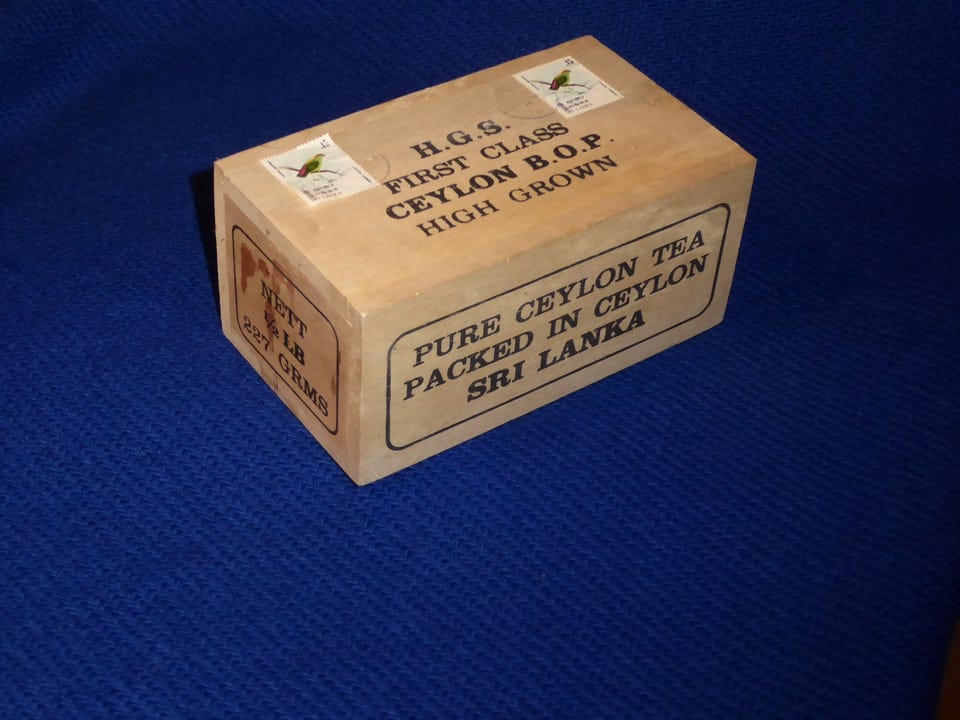 H.G.S.
FIRST CLASS
CEYLON B.O.P.
HIGH GROWN
PURE CEYLON TEA
PACKED IN CEYLON
SRI LANKA
NETT
½ LB
227 GRMS